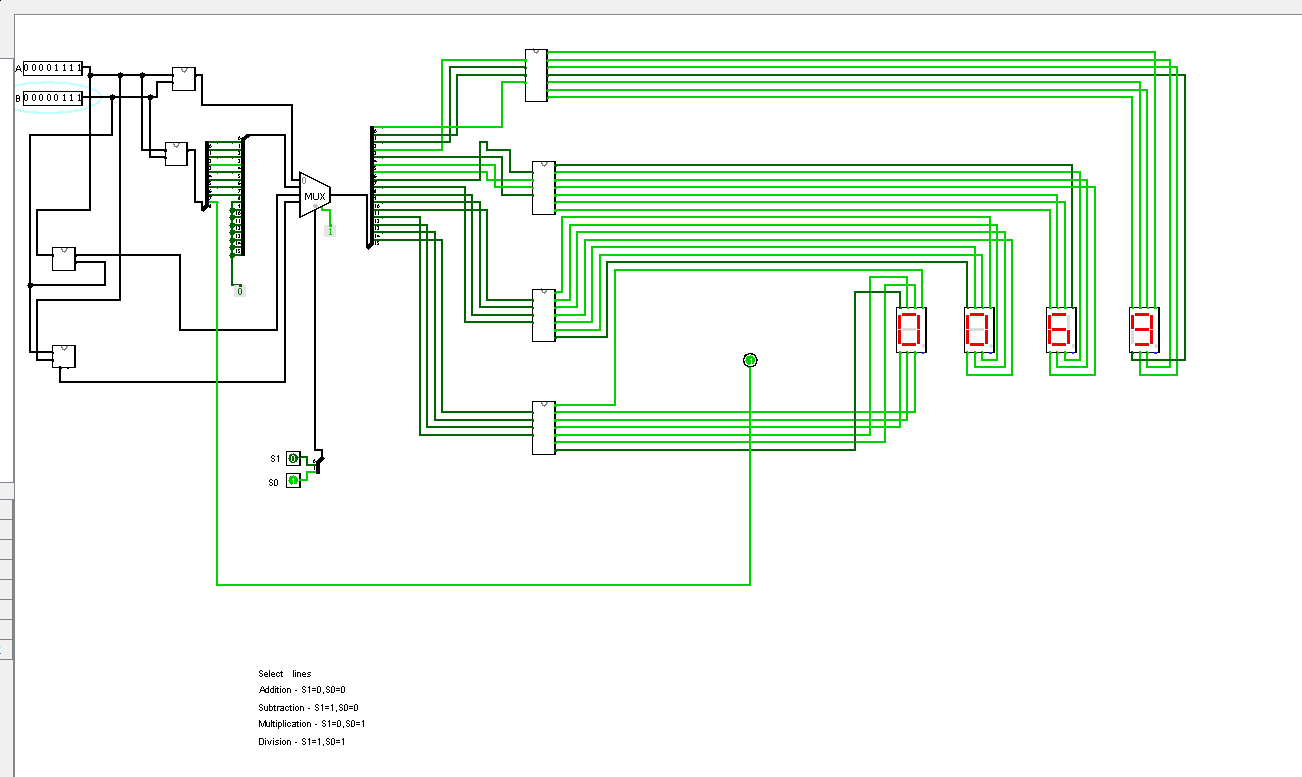 A 00001111
B 00000111
0
MUX
1
0
0 0 6 9
1
S1 0
S0 1
Select lines
Addition - S1=0,S0=0
Subtraction - S1=1,S0=0
Multiplication - S1=0,S0=1
Division - S1=1,S0=1